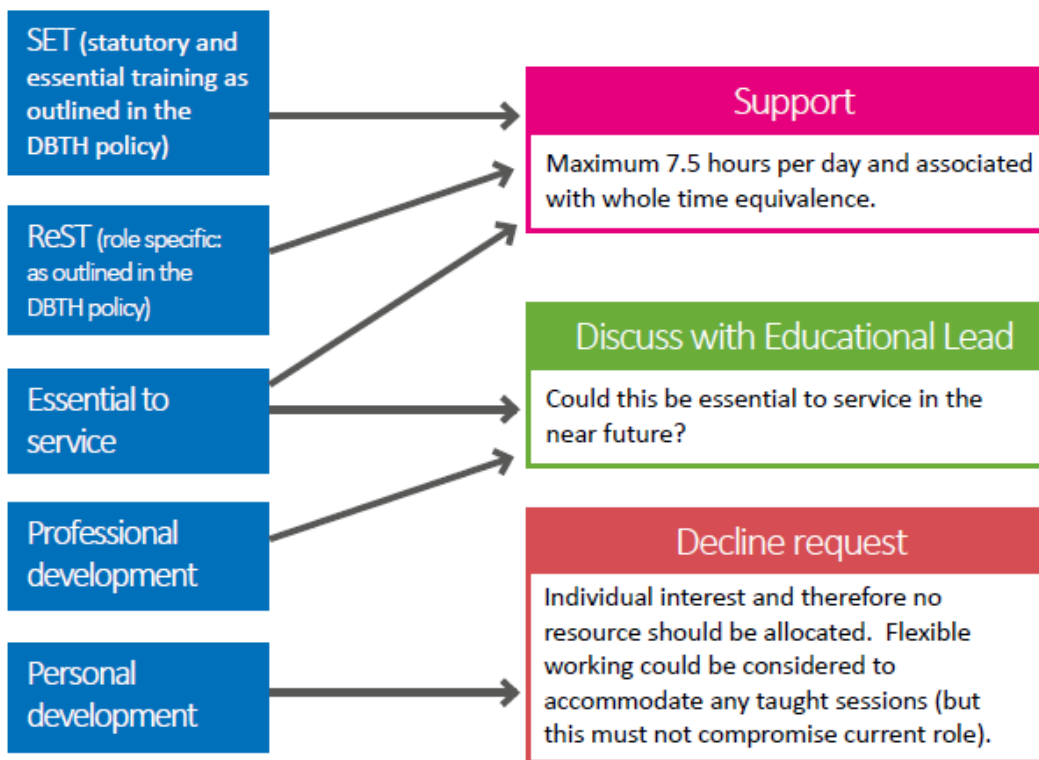 SET (statutory and
essential training as
outlined in the
DBTH policy)
ReST (role specific:
as outlined in the
DBTH policy)
Essential to
service
Professional
development
Personal
development
Support
Maximum 7.5 hours per day and associated
with whole time equivalence.
Discuss with Educational Lead
Could this be essential to service in the
near future?
Decline request
Individual interest and therefore no
resource should be allocated.  Flexible
working could be considered to
accommodate any taught sessions (but
this must not compromise current role).